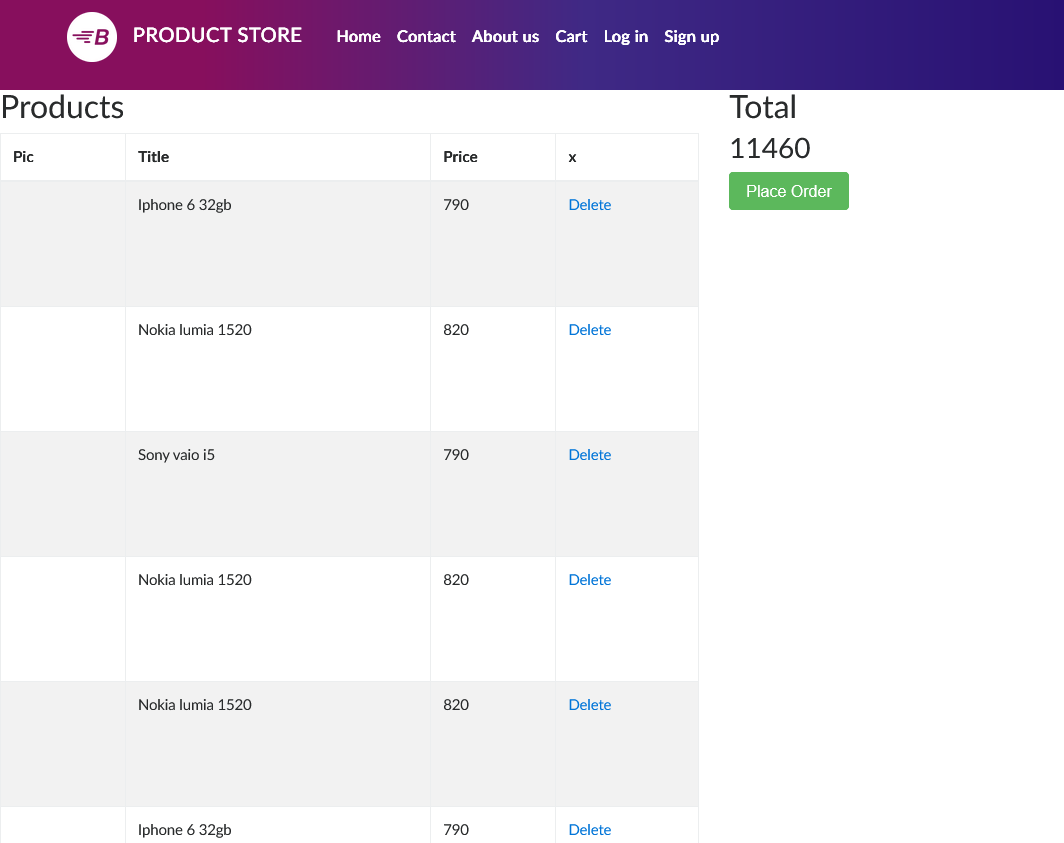 B PRODUCT STORE Home Contact About us Cart Log in Sign up
Products
Total
Pic Title Price x
11460
Place Order
Iphone 6 32gb 790 Delete
Nokia lumia 1520 820 Delete
Sony vaio i5 790 Delete
Nokia lumia 1520 820 Delete
Nokia lumia 1520 820 Delete
Iphone 6 32gb 790 Delete